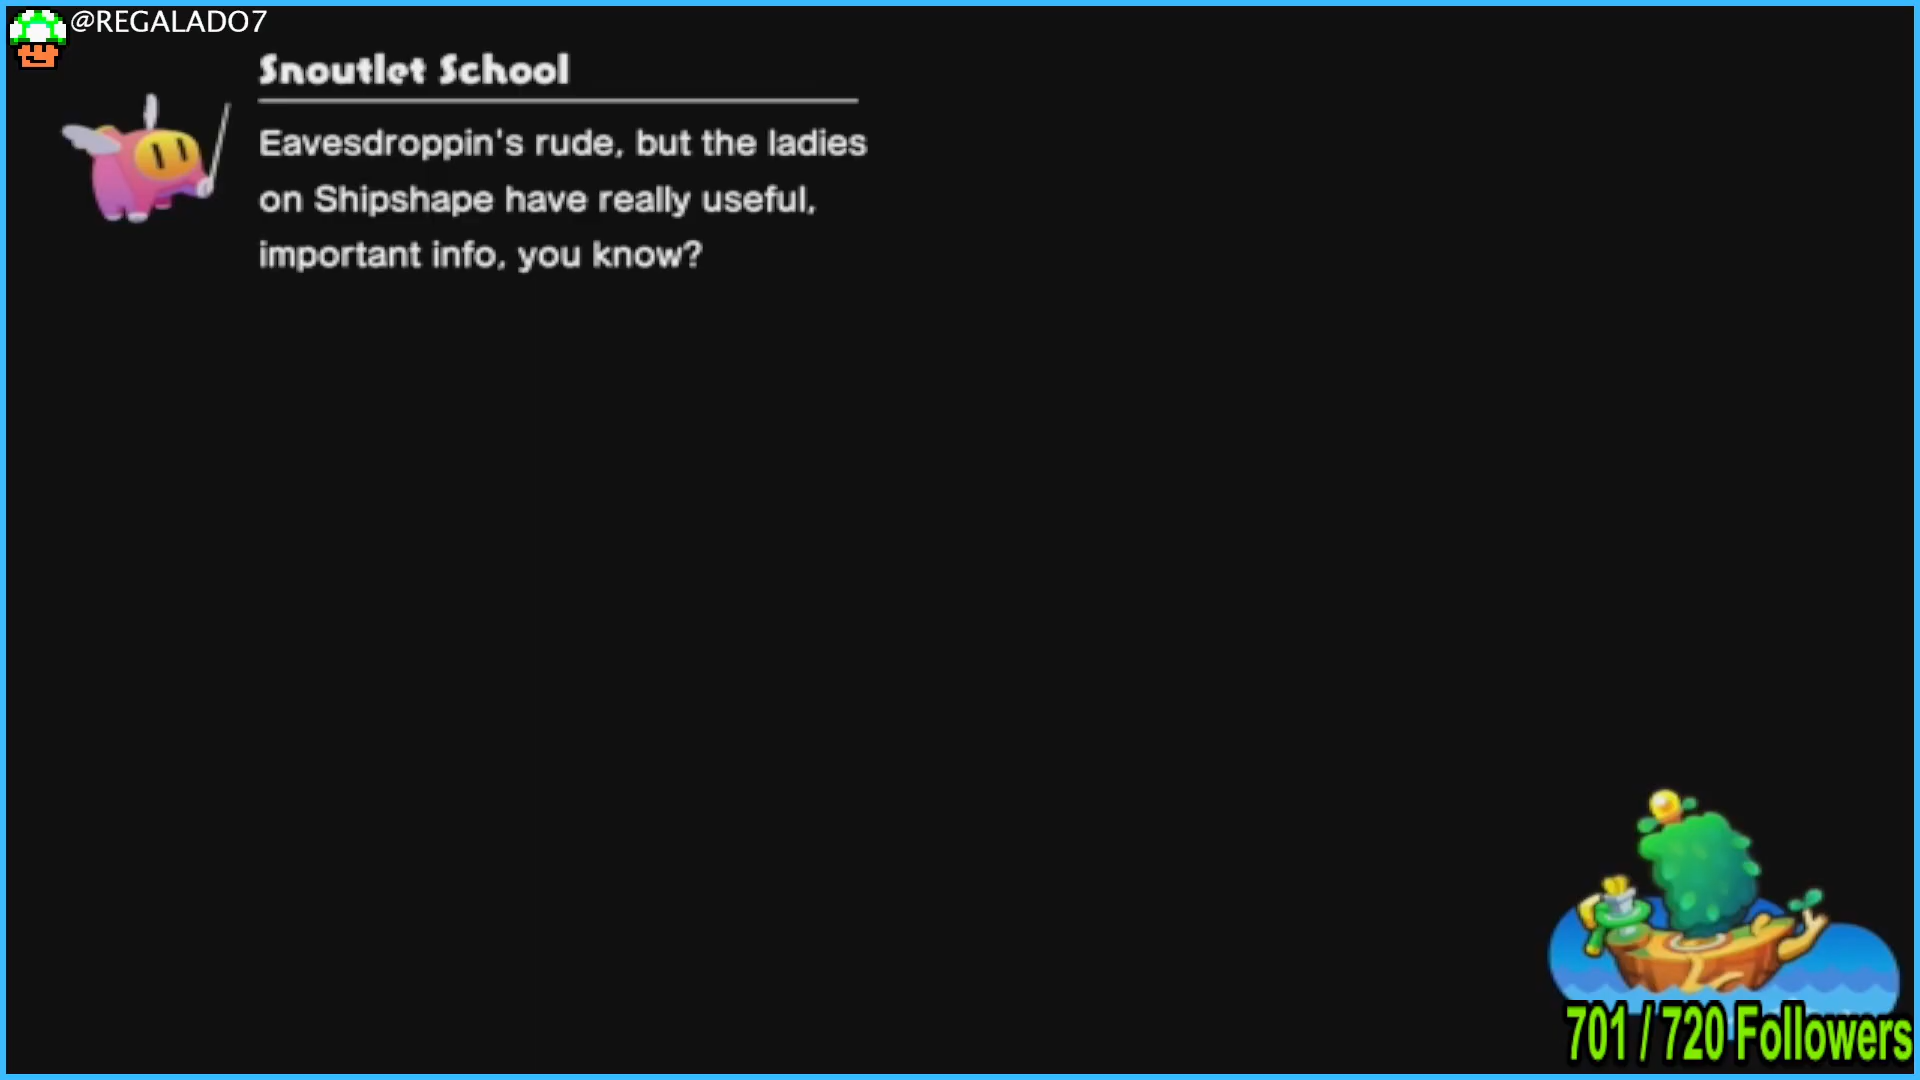 @REGALADO7
Snoutlet School
Eavesdroppin's rude, but the ladies
on Shipshape have really useful,
important info, you know?
701 / 720 Followers